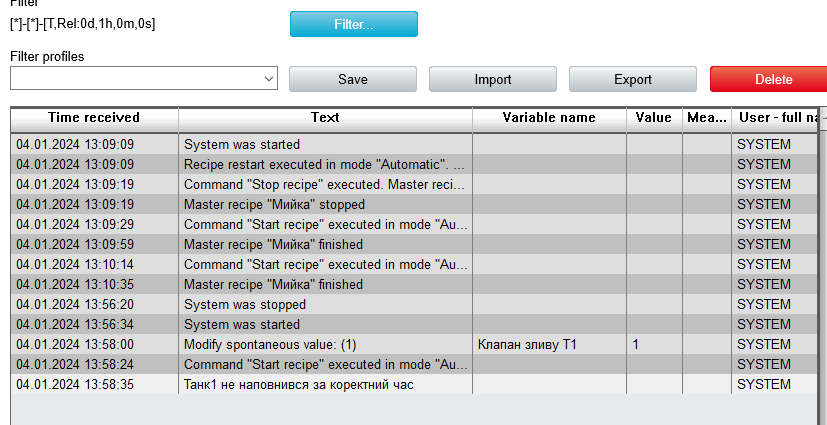 Filter
[*]-[*]-[T,Rel:0d,1h,0m,0s]
Filter...
Filter profiles
Save Import Export Delete
Time received Text Variable name Value Mea... User - full na
04.01.2024 13:09:09 System was started SYSTEM
04.01.2024 13:09:09 Recipe restart executed in mode "Automatic". ... SYSTEM
04.01.2024 13:09:19 Command "Stop recipe" executed. Master reci... SYSTEM
04.01.2024 13:09:19 Master recipe "Мийка" stopped SYSTEM
04.01.2024 13:09:29 Command "Start recipe" executed in mode "Au... SYSTEM
04.01.2024 13:09:59 Master recipe "Мийка" finished SYSTEM
04.01.2024 13:10:14 Command "Start recipe" executed in mode "Au... SYSTEM
04.01.2024 13:10:35 Master recipe "Мийка" finished SYSTEM
04.01.2024 13:56:20 System was stopped SYSTEM
04.01.2024 13:56:34 System was started SYSTEM
04.01.2024 13:58:00 Modify spontaneous value: (1) Клапан зливу Т1 1 SYSTEM
04.01.2024 13:58:24 Command "Start recipe" executed in mode "Au... SYSTEM
04.01.2024 13:58:35 Танк1 не наповнився за коректний час SYSTEM